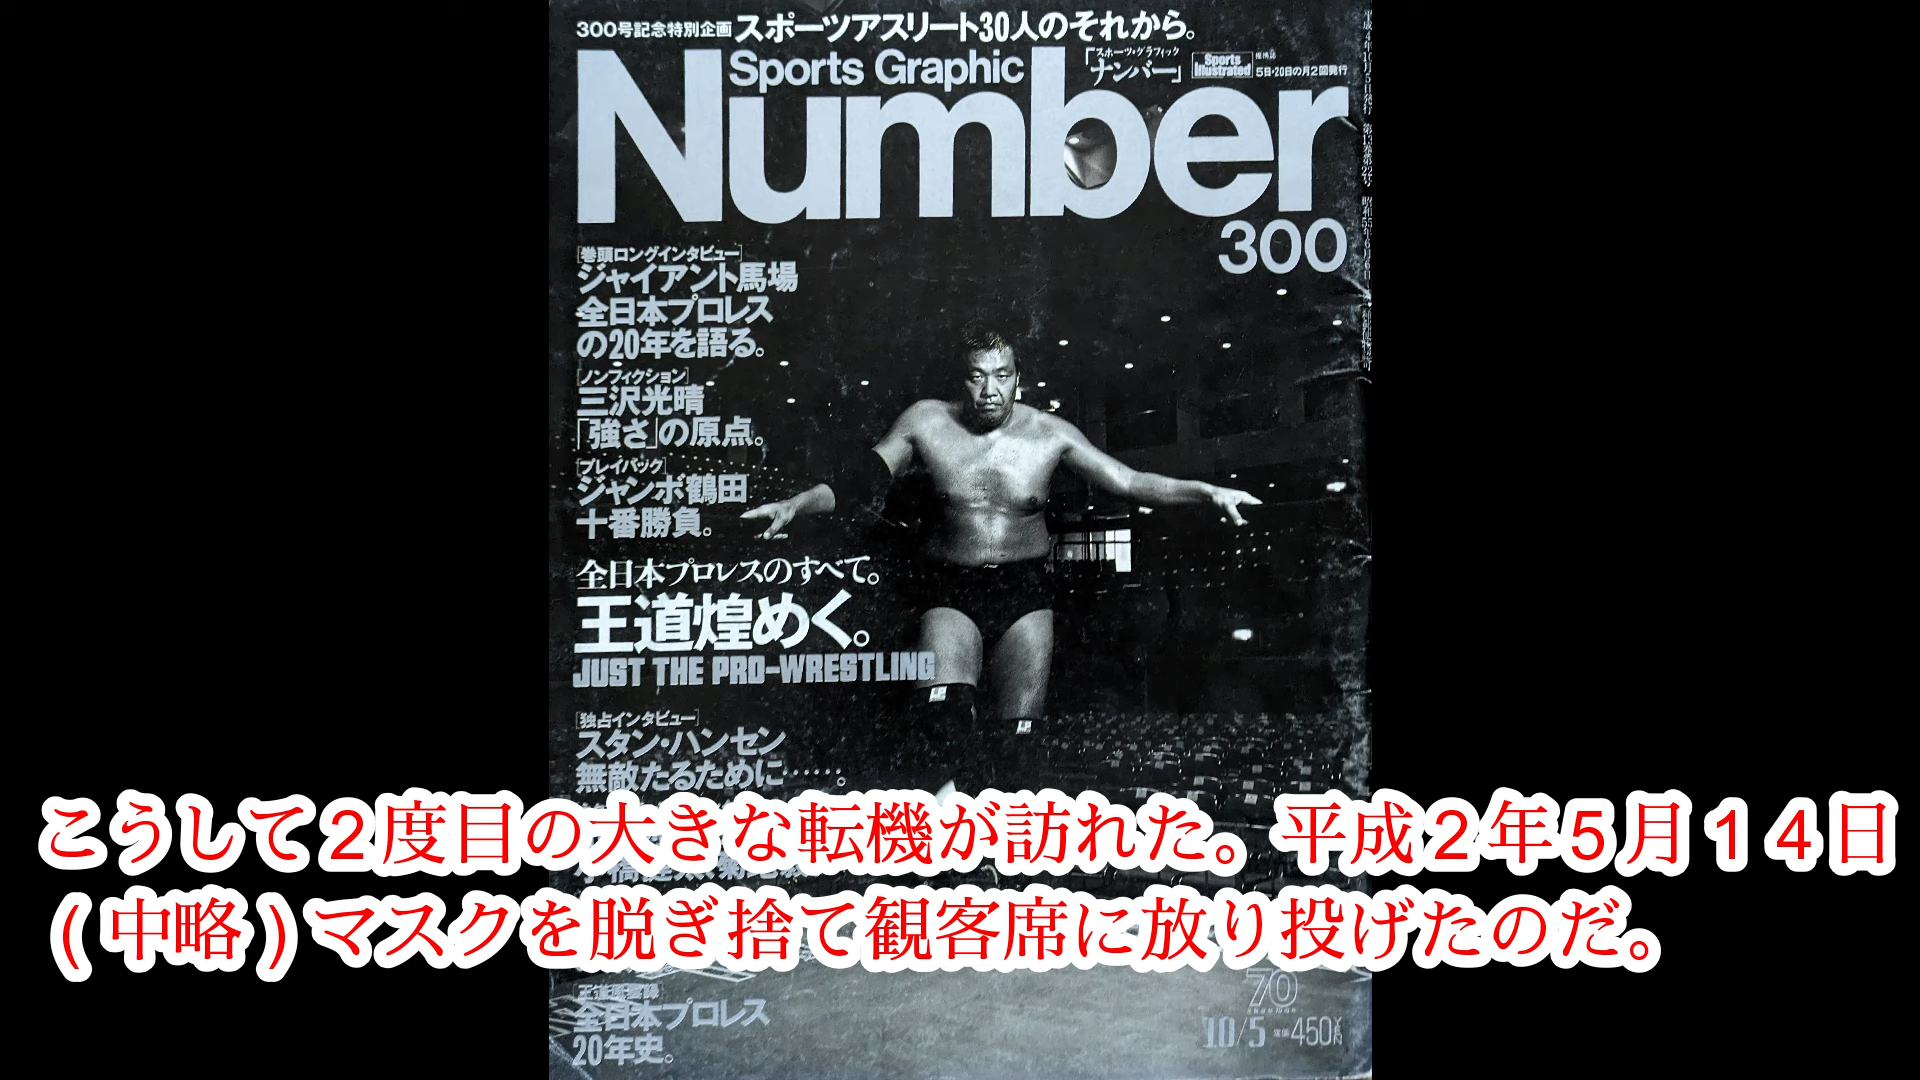 300号記念特別企画 スポーツアスリート30人のそれから。
Sports Graphic
スポーツ・グラフィック
「ナンバー」
Sports Illustrated 提携誌
5日・20日の月2回発行
Number
300
[巻頭ロングインタビュー]
ジャイアント馬場
全日本プロレス
の20年を語る。
[ノンフィクション]
三沢光晴
「強さ」の原点。
[プレイバック]
ジャンボ鶴田
十番勝負。
全日本プロレスのすべて。
王道煌めく。
JUST THE PRO-WRESTLING
[独占インタビュー]
スタン・ハンセン
無敵たるために……。
こうして2度目の大きな転機が訪れた。平成2年5月14日
(中略)マスクを脱ぎ捨て観客席に放り投げたのだ。
全日本プロレス
20年史。
70
10/5 定価450YEN